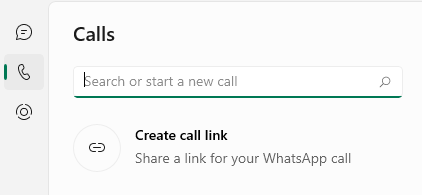 Calls
Search or start a new call
Create call link
Share a link for your WhatsApp call